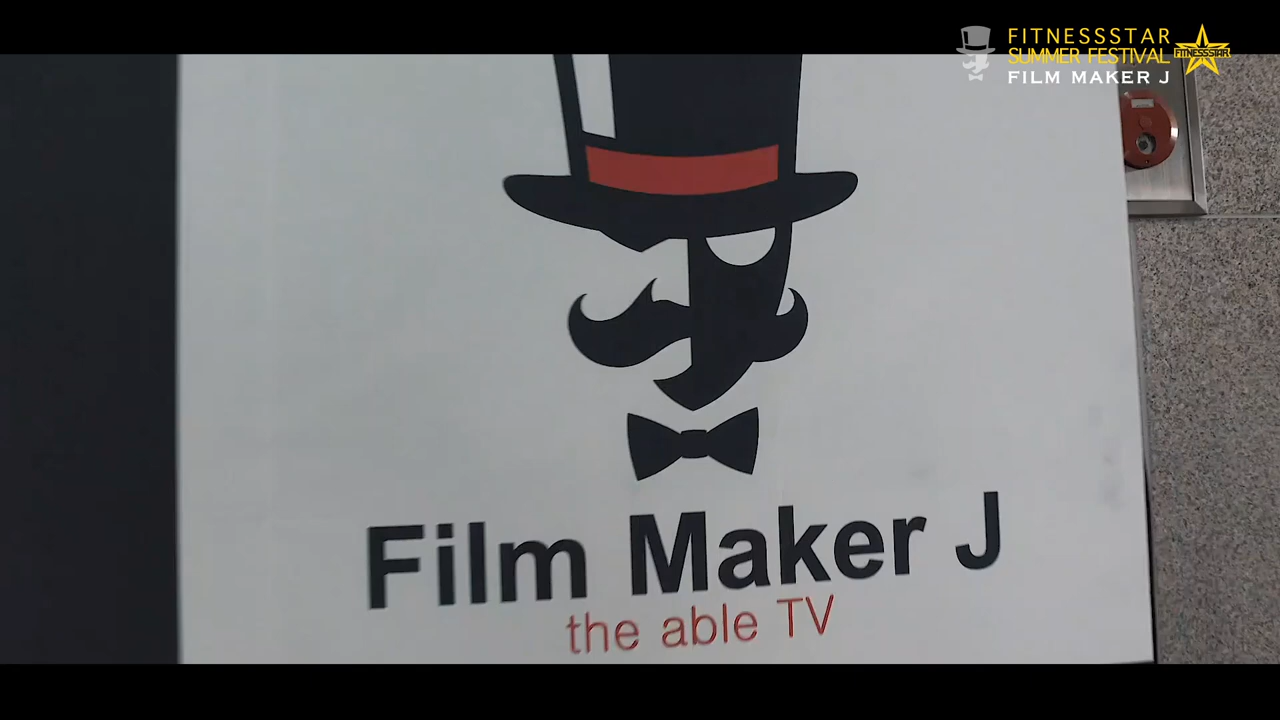 FITNESSSTAR
SUMMER FESTIVAL
FITNESSSTAR
FILM MAKER J
Film Maker J
the able TV